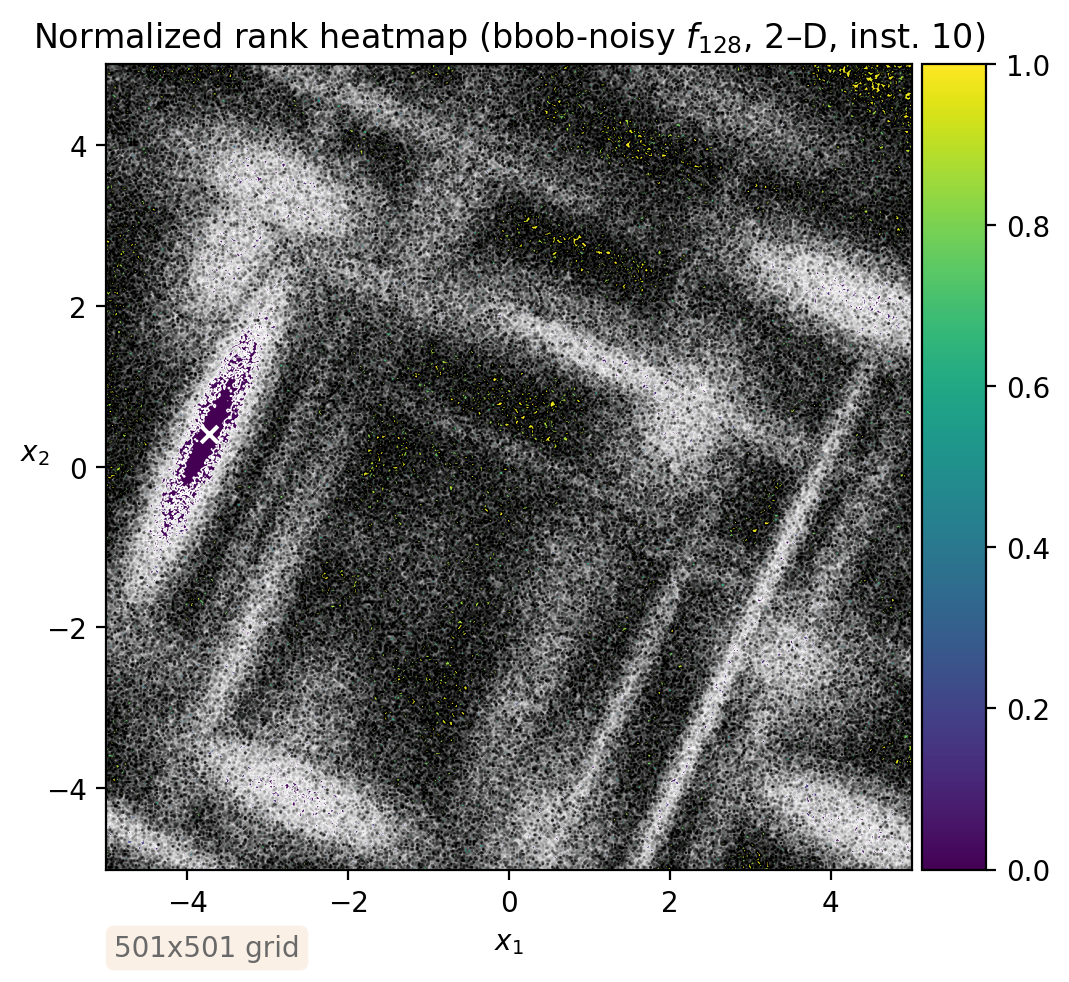 Normalized rank heatmap (bbob-noisy f₁₂₈, 2–D, inst. 10)
1.0
0.8
0.6
0.4
0.2
0.0
4
2
0
−2
−4
x₂
−4 −2 0 2 4
x₁
501x501 grid